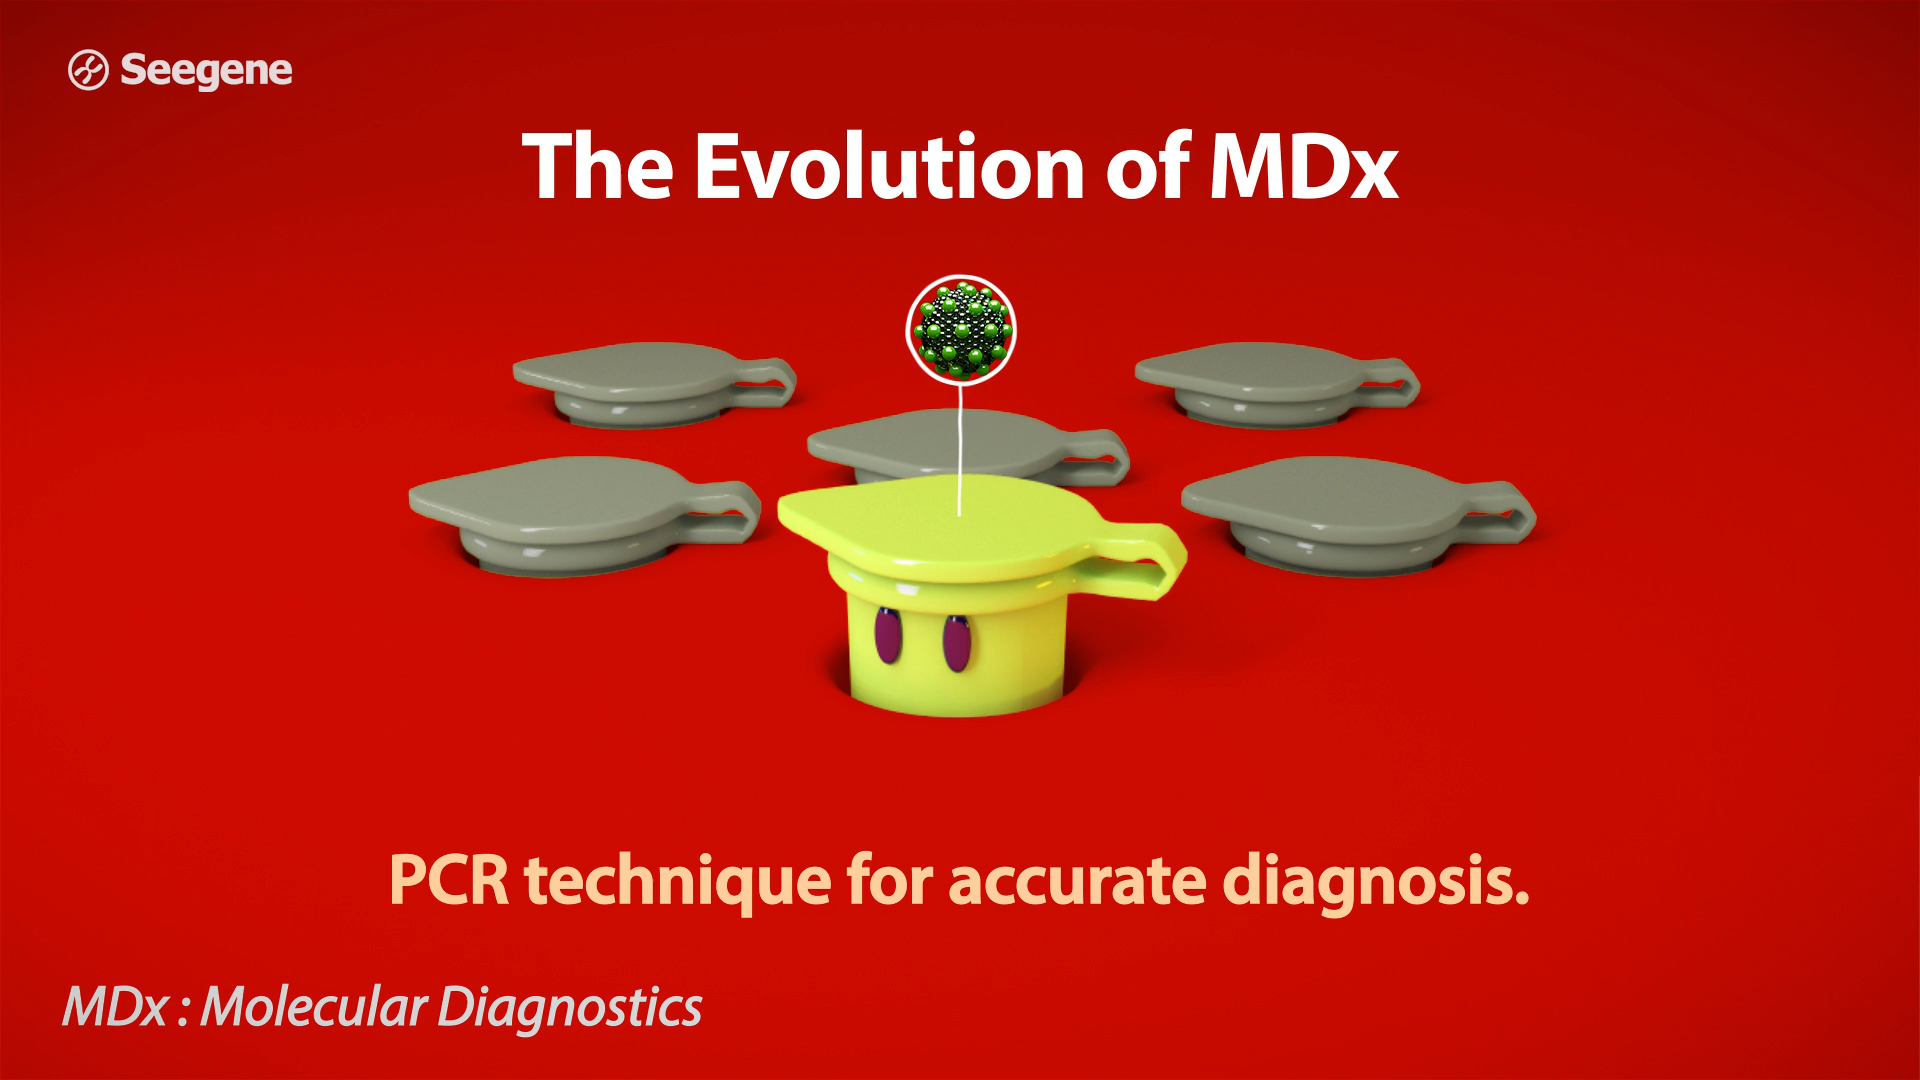 Seegene
The Evolution of MDx
PCR technique for accurate diagnosis.
MDx : Molecular Diagnostics